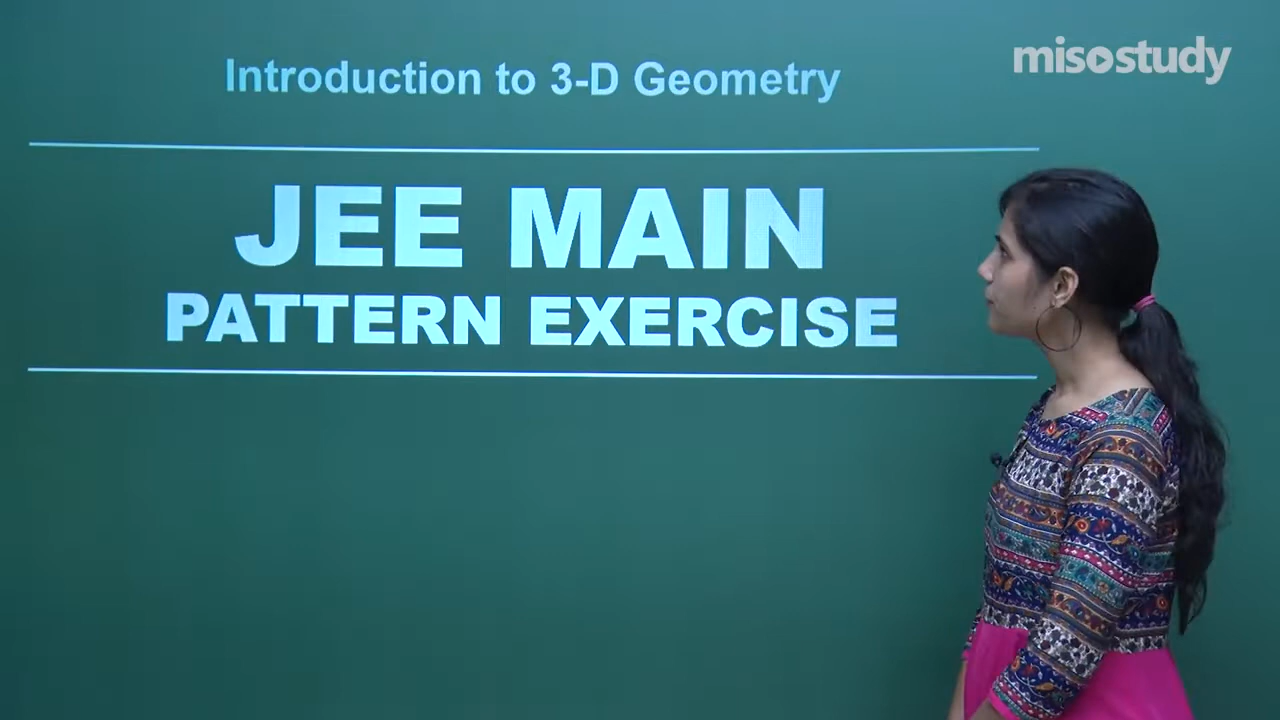 misostudy
Introduction to 3-D Geometry
JEE MAIN
PATTERN EXERCISE